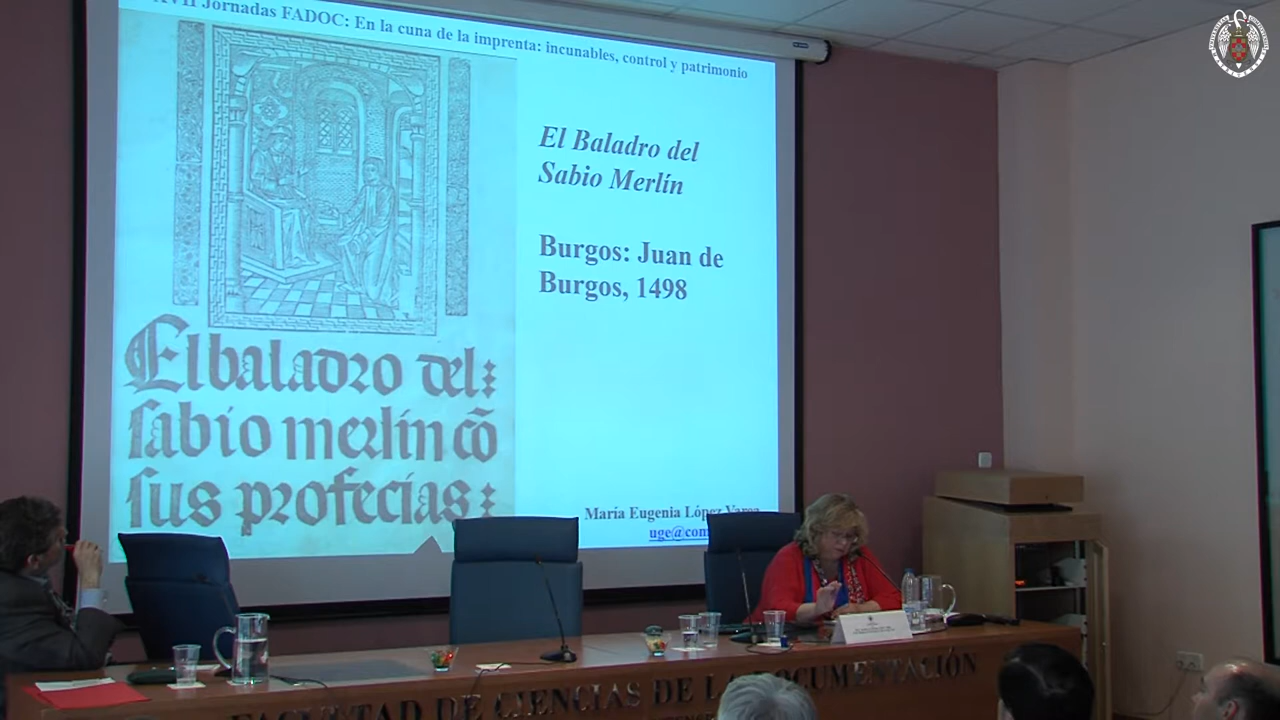 XVII Jornadas FADOC: En la cuna de la imprenta: incunables, control y patrimonio
El Baladro del
Sabio Merlín
Burgos: Juan de
Burgos, 1498
El baladro del:
sabio merlin cõ
sus profecias:
María Eugenia López Varea
uge@com
FACULTAD DE CIENCIAS DE LA DOCUMENTACIÓN